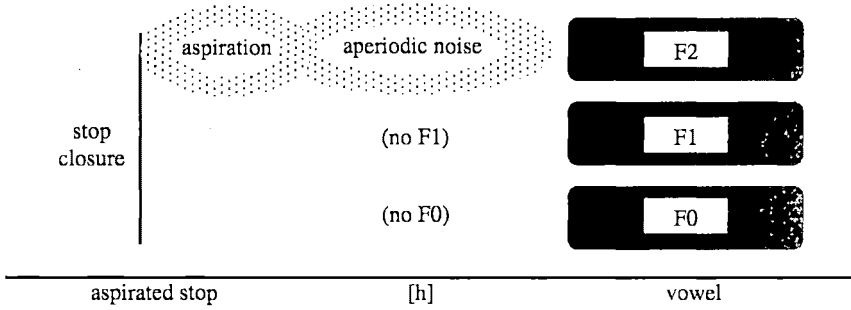 aspiration aperiodic noise F2
stop
closure
(no F1) F1
(no F0) F0
aspirated stop [h] vowel